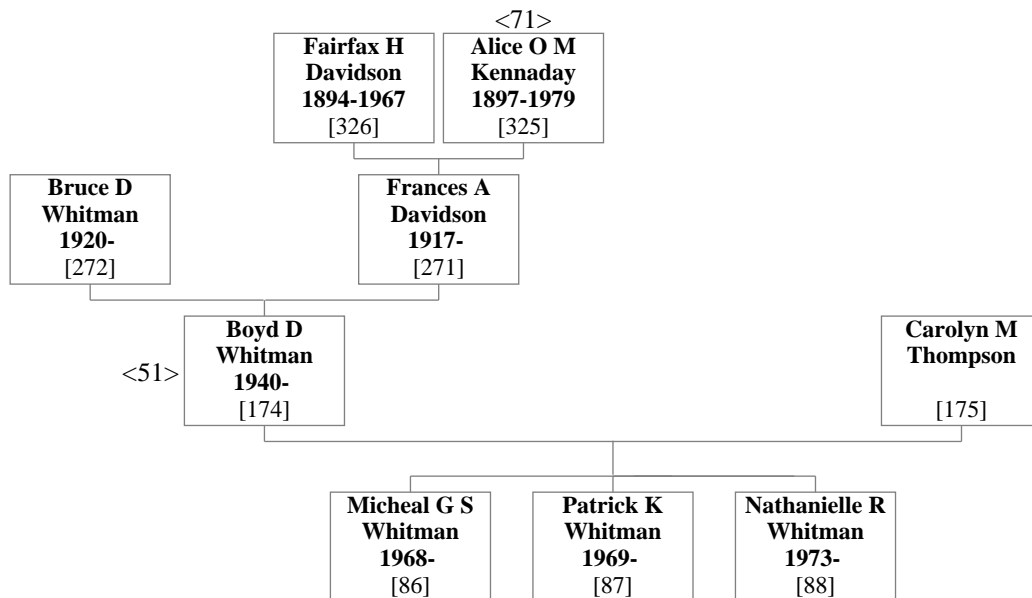 <71>
Fairfax H
Davidson
1894-1967
[326]
Alice O M
Kennaday
1897-1979
[325]
Bruce D
Whitman
1920-
[272]
Frances A
Davidson
1917-
[271]
<51>
Boyd D
Whitman
1940-
[174]
Carolyn M
Thompson
[175]
Micheal G S
Whitman
1968-
[86]
Patrick K
Whitman
1969-
[87]
Nathanielle R
Whitman
1973-
[88]